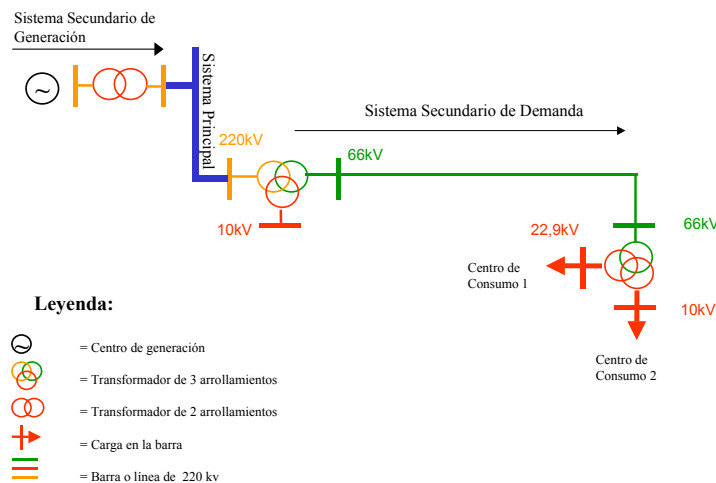 Sistema Secundario de
Generación
Sistema Principal
Sistema Secundario de Demanda
220kV
66kV
10kV
22,9kV
66kV
Centro de
Consumo 1
10kV
Centro de
Consumo 2
Leyenda:
= Centro de generación
= Transformador de 3 arrollamientos
= Transformador de 2 arrollamientos
= Carga en la barra
= Barra o línea de 220 kv